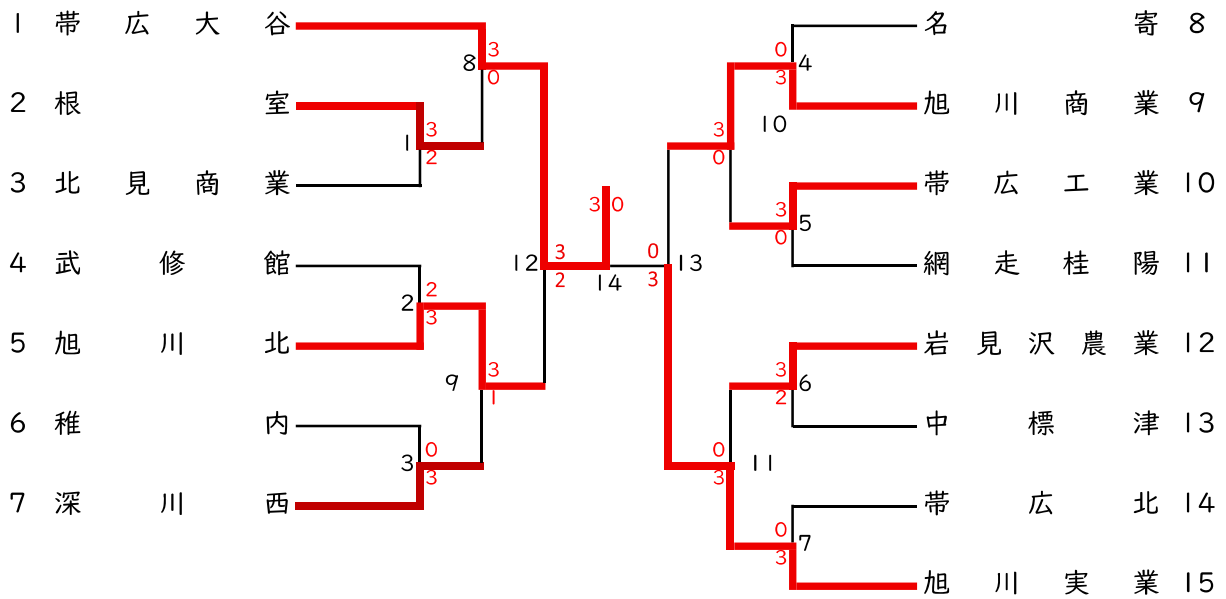 1 帯広大谷
2 根室
3 北見商業
4 武修館
5 旭川北
6 稚内
7 深川西
名寄 8
旭川商業 9
帯広工業 10
網走桂陽 11
岩見沢農業 12
中標津 13
帯広北 14
旭川実業 15
8
3
0
1
3
2
2
2
3
9
3
1
3
0
3
12
3
2
3 0
14
0
3
13
0
3
4
10
3
0
3
0
5
3
2
6
11
0
3
0
3
7